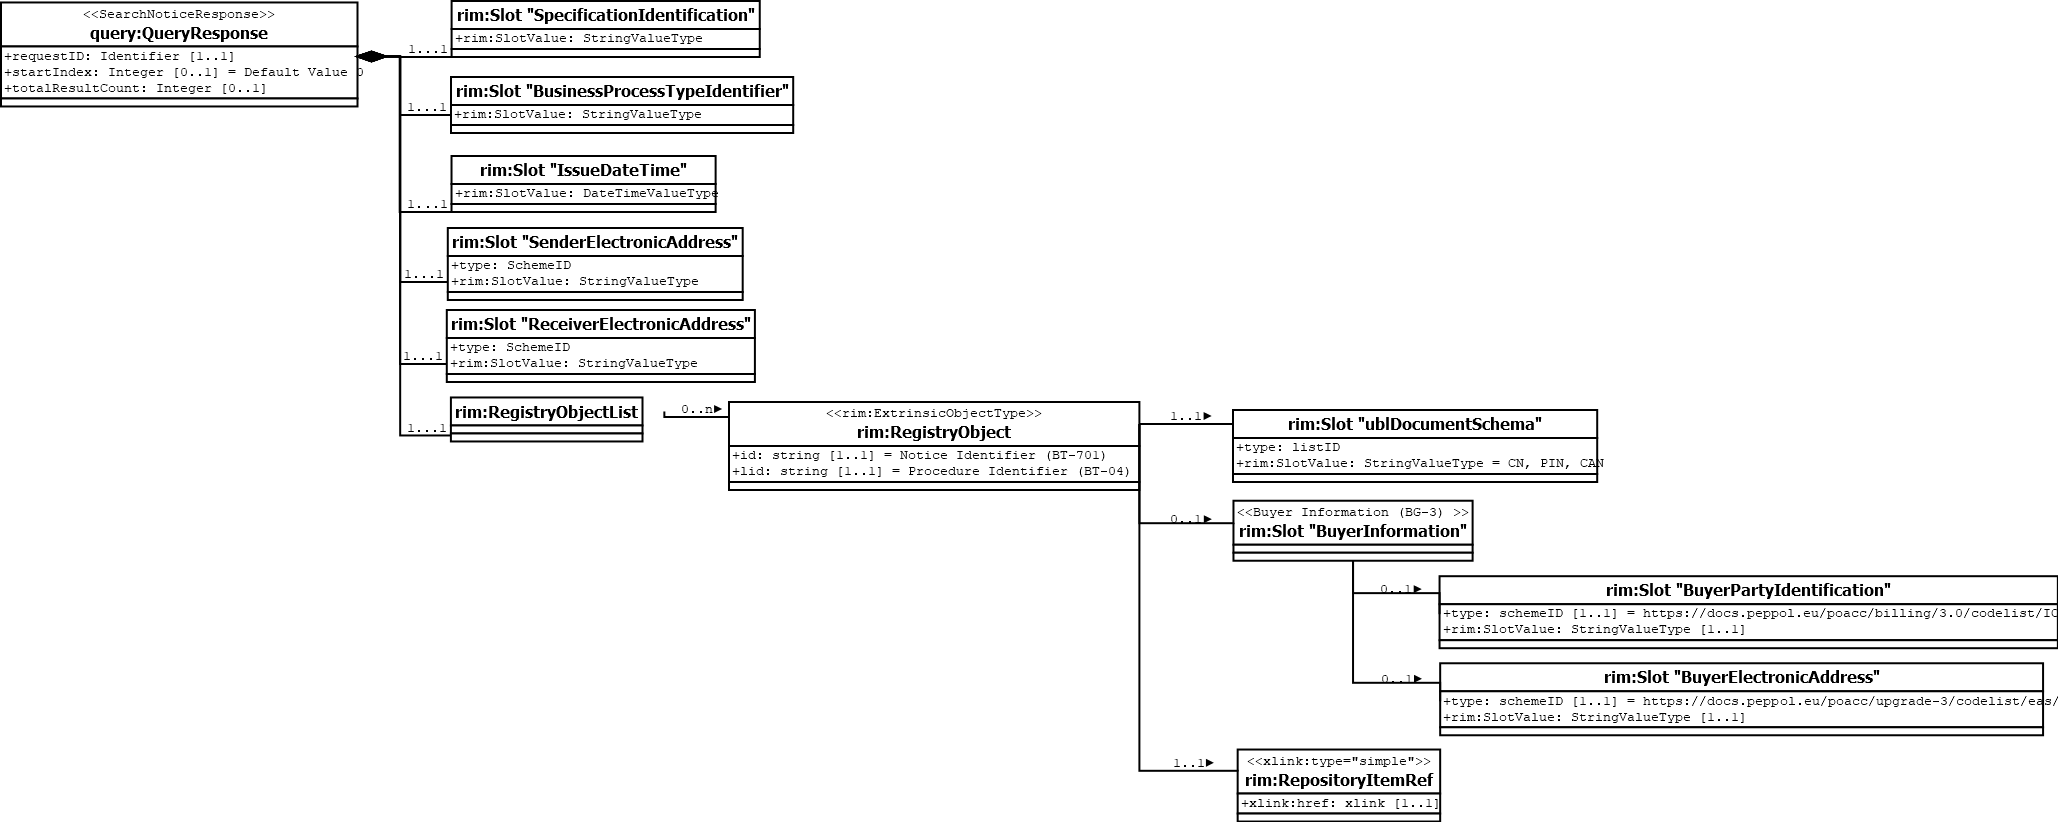 <<SearchNoticeResponse>>
query:QueryResponse
+requestID: Identifier [1..1]
+startIndex: Integer [0..1] = Default Value 0
+totalResultCount: Integer [0..1]
rim:Slot "SpecificationIdentification"
+rim:SlotValue: StringValueType
1...1
rim:Slot "BusinessProcessTypeIdentifier"
+rim:SlotValue: StringValueType
1...1
rim:Slot "IssueDateTime"
+rim:SlotValue: DateTimeValueType
1...1
rim:Slot "SenderElectronicAddress"
+type: SchemeID
+rim:SlotValue: StringValueType
1...1
rim:Slot "ReceiverElectronicAddress"
+type: SchemeID
+rim:SlotValue: StringValueType
1...1
rim:RegistryObjectList
1...1
0..n
<<rim:ExtrinsicObjectType>>
rim:RegistryObject
+id: string [1..1] = Notice Identifier (BT-701)
+lid: string [1..1] = Procedure Identifier (BT-04)
1..1
rim:Slot "ublDocumentSchema"
+type: listID
+rim:SlotValue: StringValueType = CN, PIN, CAN
0..1
<<Buyer Information (BG-3) >>
rim:Slot "BuyerInformation"
0..1
rim:Slot "BuyerPartyIdentification"
+type: schemeID [1..1] = https://docs.peppol.eu/poacc/billing/3.0/codelist/IC
+rim:SlotValue: StringValueType [1..1]
0..1
rim:Slot "BuyerElectronicAddress"
+type: schemeID [1..1] = https://docs.peppol.eu/poacc/upgrade-3/codelist/eas/
+rim:SlotValue: StringValueType [1..1]
1..1
<<xlink:type="simple">>
rim:RepositoryItemRef
+xlink:href: xlink [1..1]